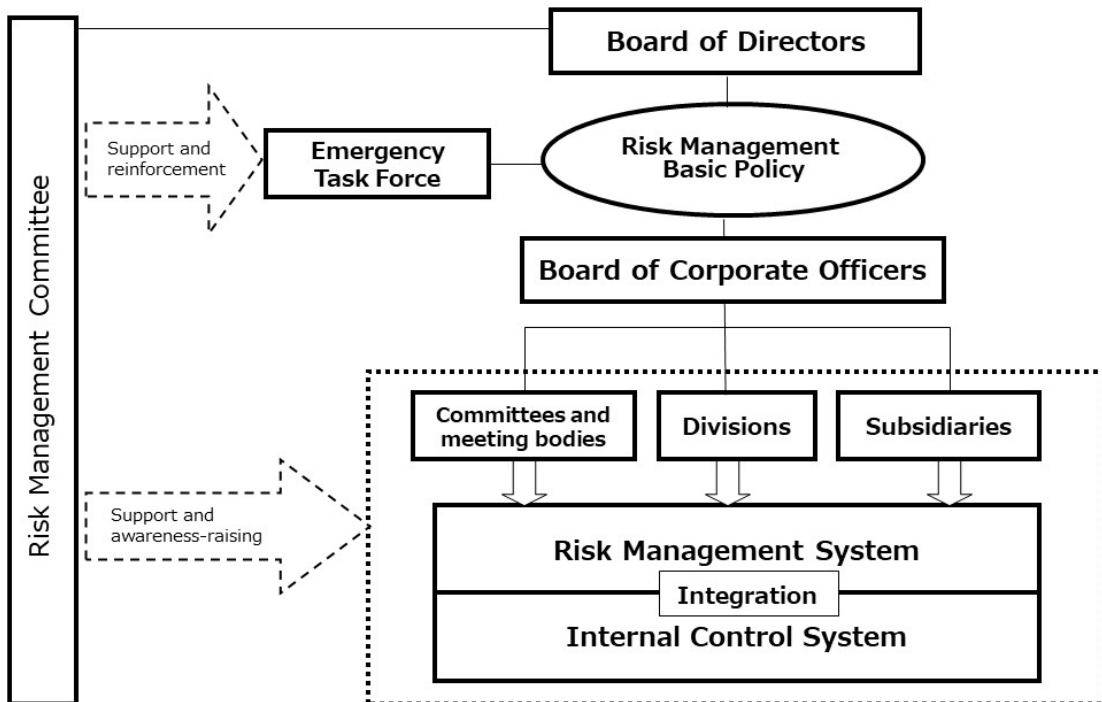 Risk Management Committee
Board of Directors
Support and
reinforcement
Emergency
Task Force
Risk Management
Basic Policy
Board of Corporate Officers
Committees and
meeting bodies
Divisions
Subsidiaries
Support and
awareness-raising
Risk Management System
Integration
Internal Control System